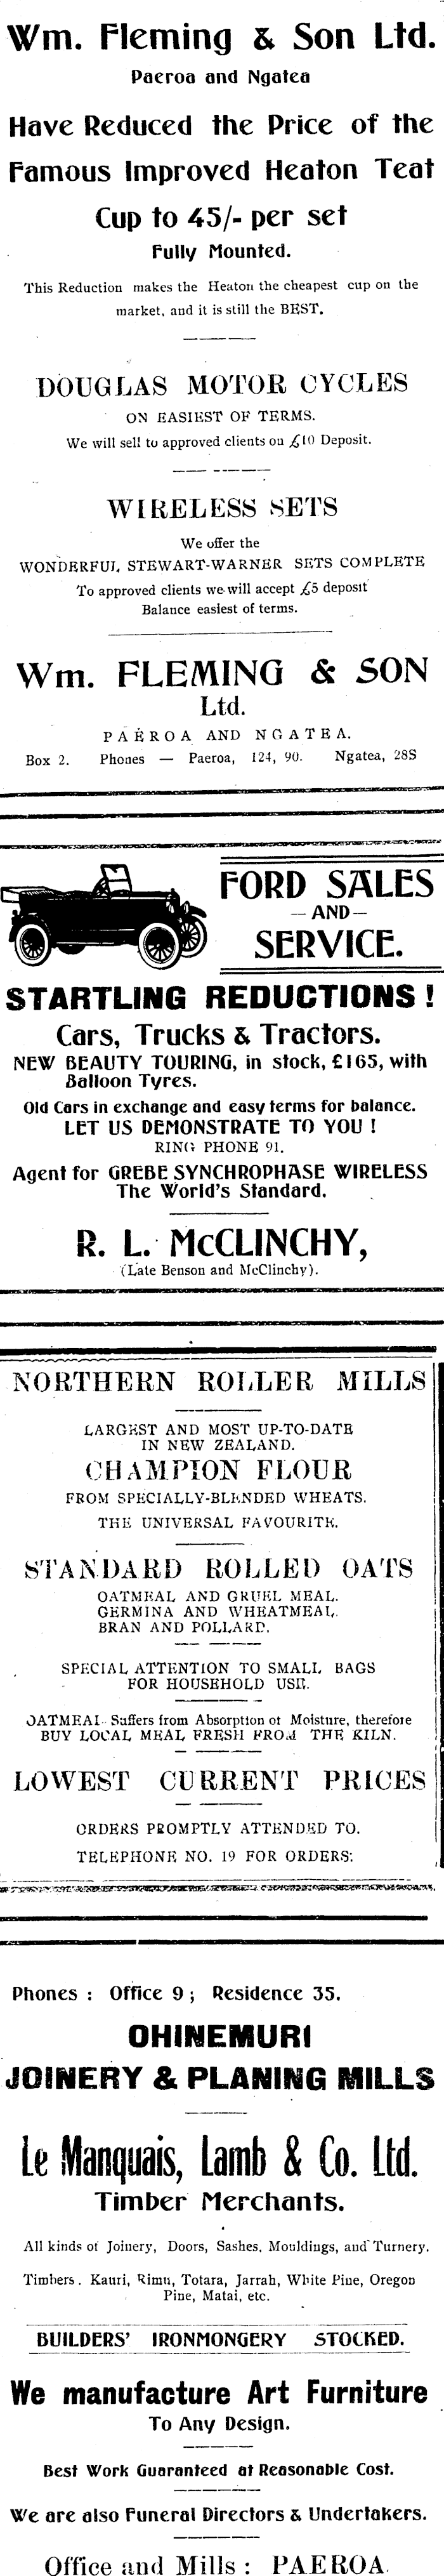 Wm. Fleming & Son Ltd.
Paeroa and Ngatea
Have Reduced the Price of the
Famous Improved Heaton Teat
Cup to 45/- per set
Fully Mounted.
This Reduction makes the Heaton the cheapest cup on the
market, and it is still the BEST.
DOUGLAS MOTOR CYCLES
ON EASIEST OF TERMS.
We will sell to approved clients on £10 Deposit.
WIRELESS SETS
We offer the
WONDERFUL STEWART-WARNER SETS COMPLETE
To approved clients we will accept £5 deposit
Balance easiest of terms.
Wm. FLEMING & SON
Ltd.
PAEROA AND NGATEA.
Box 2. Phones — Paeroa, 124, 90. Ngatea, 28S
FORD SALES
— AND —
SERVICE.
STARTLING REDUCTIONS !
Cars, Trucks & Tractors.
NEW BEAUTY TOURING, in stock, £165, with
Balloon Tyres.
Old Cars in exchange and easy terms for balance.
LET US DEMONSTRATE TO YOU !
RING PHONE 91.
Agent for GREBE SYNCHROPHASE WIRELESS
The World's Standard.
R. L. McCLINCHY,
(Late Benson and McClinchy).
NORTHERN ROLLER MILLS
LARGEST AND MOST UP-TO-DATE
IN NEW ZEALAND.
CHAMPION FLOUR
FROM SPECIALLY-BLENDED WHEATS.
THE UNIVERSAL FAVOURITE.
STANDARD ROLLED OATS
OATMEAL AND GRUEL MEAL.
GERMINA AND WHEATMEAL.
BRAN AND POLLARD.
SPECIAL ATTENTION TO SMALL BAGS
FOR HOUSEHOLD USE.
OATMEAL Suffers from Absorption of Moisture, therefore
BUY LOCAL MEAL FRESH FROM THE KILN.
LOWEST CURRENT PRICES
ORDERS PROMPTLY ATTENDED TO.
TELEPHONE NO. 19 FOR ORDERS.
Phones : Office 9 ; Residence 35.
OHINEMURI
JOINERY & PLANING MILLS
Le Manquais, Lamb & Co. Ltd.
Timber Merchants.
All kinds of Joinery, Doors, Sashes, Mouldings, and Turnery.
Timbers. Kauri, Rimu, Totara, Jarrah, White Pine, Oregon
Pine, Matai, etc.
BUILDERS' IRONMONGERY STOCKED.
We manufacture Art Furniture
To Any Design.
Best Work Guaranteed at Reasonable Cost.
We are also Funeral Directors & Undertakers.
Office and Mills : PAEROA.